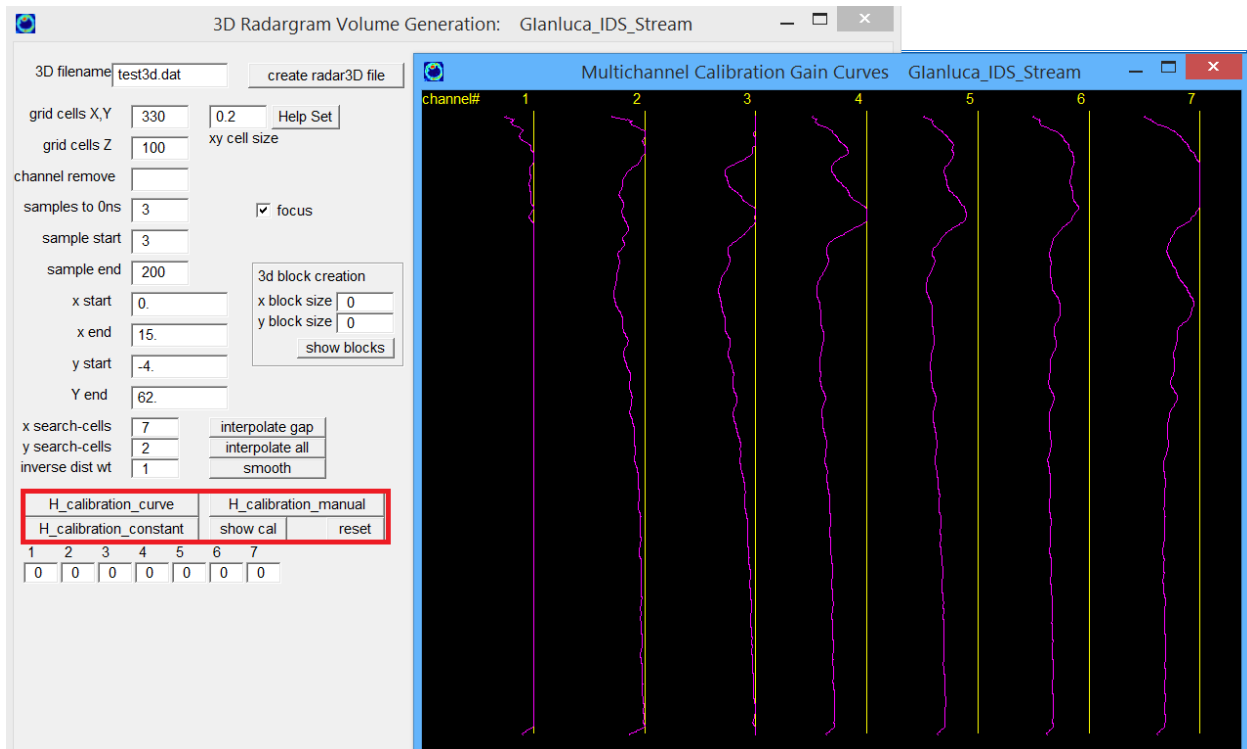 3D Radargram Volume Generation: GIanluca_IDS_Stream
3D filename test3d.dat create radar3D file
grid cells X,Y 330 0.2 Help Set
xy cell size
grid cells Z 100
channel remove
samples to 0ns 3 focus
sample start 3
sample end 200
3d block creation
x start 0. x block size 0
y block size 0
x end 15.
show blocks
y start -4.
Y end 62.
x search-cells 7 interpolate gap
y search-cells 2 interpolate all
inverse dist wt 1 smooth
H_calibration_curve H_calibration_manual
H_calibration_constant show cal reset
1 2 3 4 5 6 7
0 0 0 0 0 0 0
Multichannel Calibration Gain Curves GIanluca_IDS_Stream
channel# 1 2 3 4 5 6 7